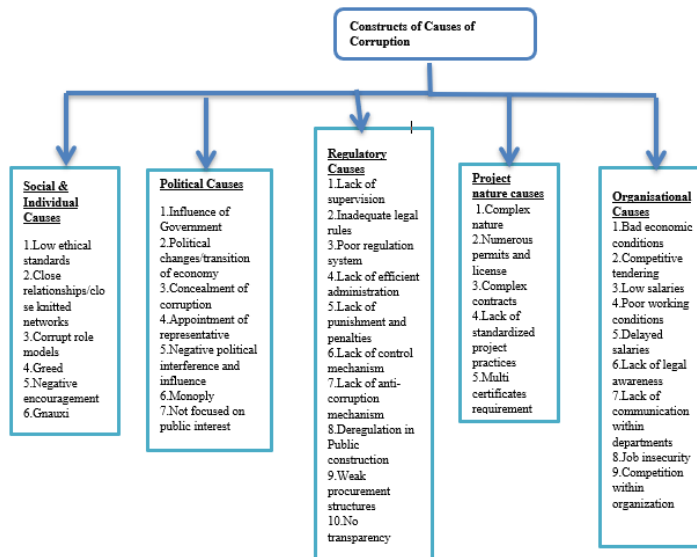 Constructs of Causes of
Corruption
Social &
Individual
Causes
1.Low ethical
standards
2.Close
relationships/clo
se knitted
networks
3.Corrupt role
models
4.Greed
5.Negative
encouragement
6.Gnauxi
Political Causes
1.Influence of
Government
2.Political
changes/transition
of economy
3.Concealment of
corruption
4.Appointment of
representative
5.Negative political
interference and
influence
6.Monoply
7.Not focused on
public interest
Regulatory
Causes
1.Lack of
supervision
2.Inadequate legal
rules
3.Poor regulation
system
4.Lack of efficient
administration
5.Lack of
punishment and
penalties
6.Lack of control
mechanism
7.Lack of anti-
corruption
mechanism
8.Deregulation in
Public
construction
9.Weak
procurement
structures
10.No
transparency
Project
nature causes
1.Complex
nature
2.Numerous
permits and
license
3.Complex
contracts
4.Lack of
standardized
project
practices
5.Multi
certificates
requirement
Organisational
Causes
1.Bad economic
conditions
2.Competitive
tendering
3.Low salaries
4.Poor working
conditions
5.Delayed
salaries
6.Lack of legal
awareness
7.Lack of
communication
within
departments
8.Job insecurity
9.Competition
within
organization